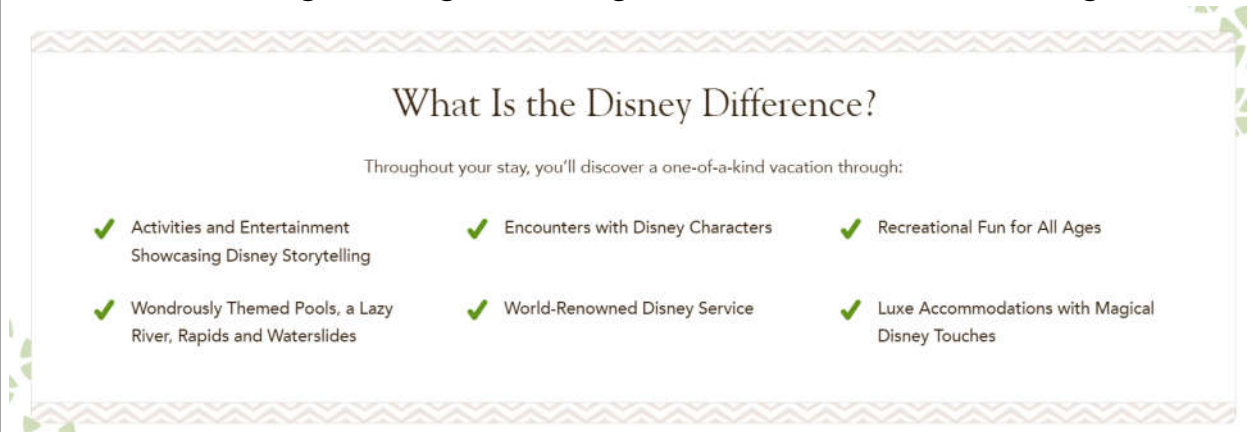 What Is the Disney Difference?
Throughout your stay, you'll discover a one-of-a-kind vacation through:
Activities and Entertainment
Showcasing Disney Storytelling
Encounters with Disney Characters
Recreational Fun for All Ages
Wondrously Themed Pools, a Lazy
River, Rapids and Waterslides
World-Renowned Disney Service
Luxe Accommodations with Magical
Disney Touches